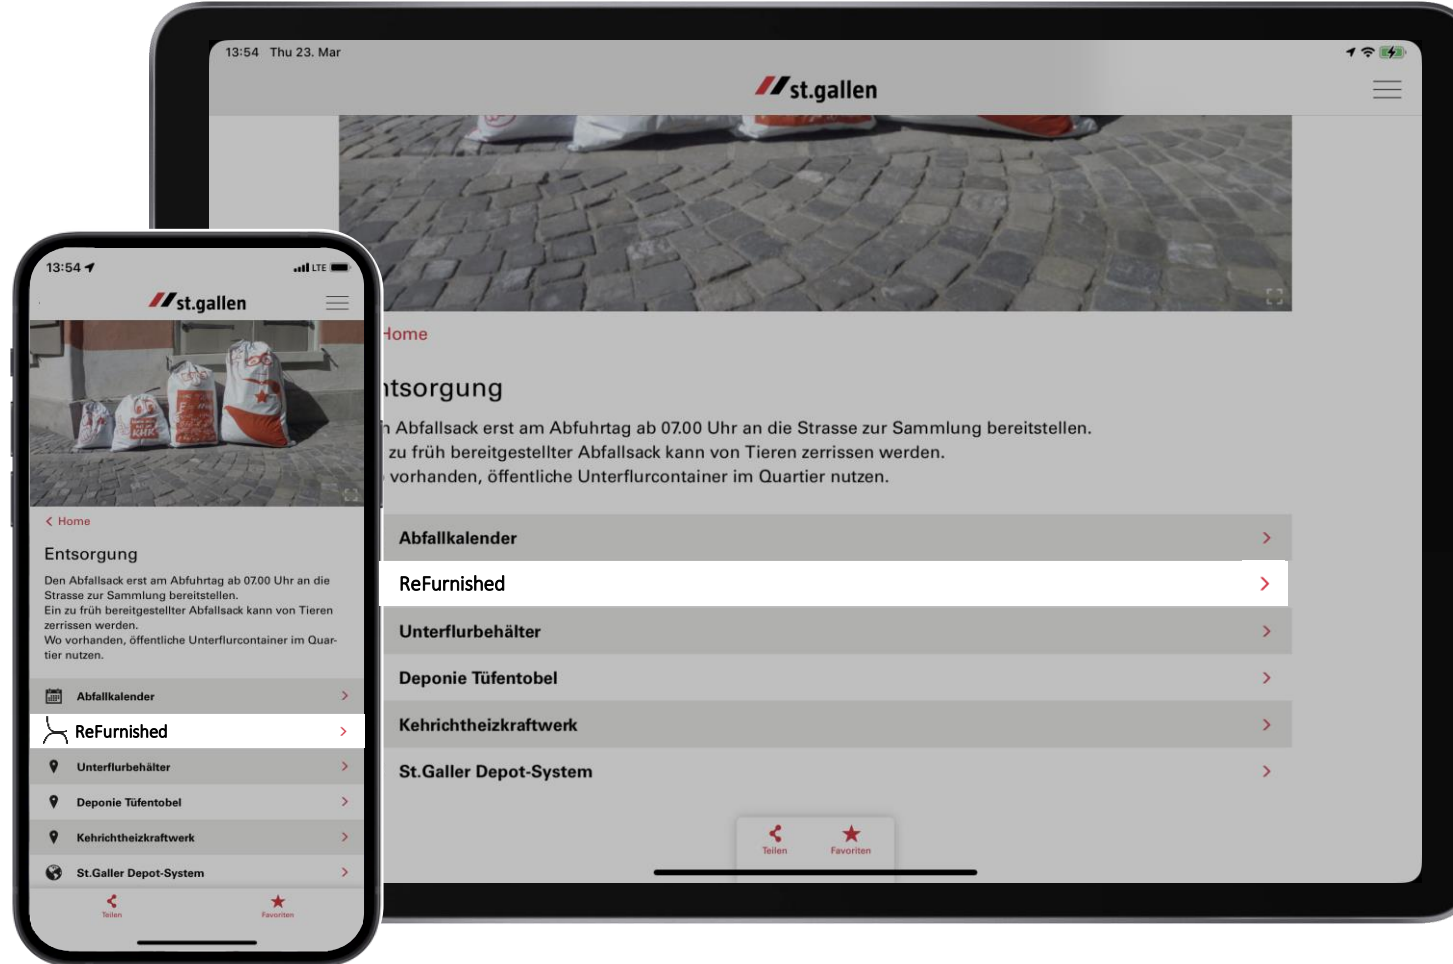 13:54 Thu 23. Mar
st.gallen
Home
ntsorgung
n Abfallsack erst am Abfuhrtag ab 07.00 Uhr an die Strasse zur Sammlung bereitstellen.
zu früh bereitgestellter Abfallsack kann von Tieren zerrissen werden.
vorhanden, öffentliche Unterflurcontainer im Quartier nutzen.
Abfallkalender
ReFurnished
Unterflurbehälter
Deponie Tüfentobel
Kehrichtheizkraftwerk
St.Galler Depot-System
Teilen Favoriten
13:54 LTE
st.gallen
KHK
< Home
Entsorgung
Den Abfallsack erst am Abfuhrtag ab 07.00 Uhr an die
Strasse zur Sammlung bereitstellen.
Ein zu früh bereitgestellter Abfallsack kann von Tieren
zerrissen werden.
Wo vorhanden, öffentliche Unterflurcontainer im Quar-
tier nutzen.
Abfallkalender
ReFurnished
Unterflurbehälter
Deponie Tüfentobel
Kehrichtheizkraftwerk
St.Galler Depot-System
Teilen Favoriten